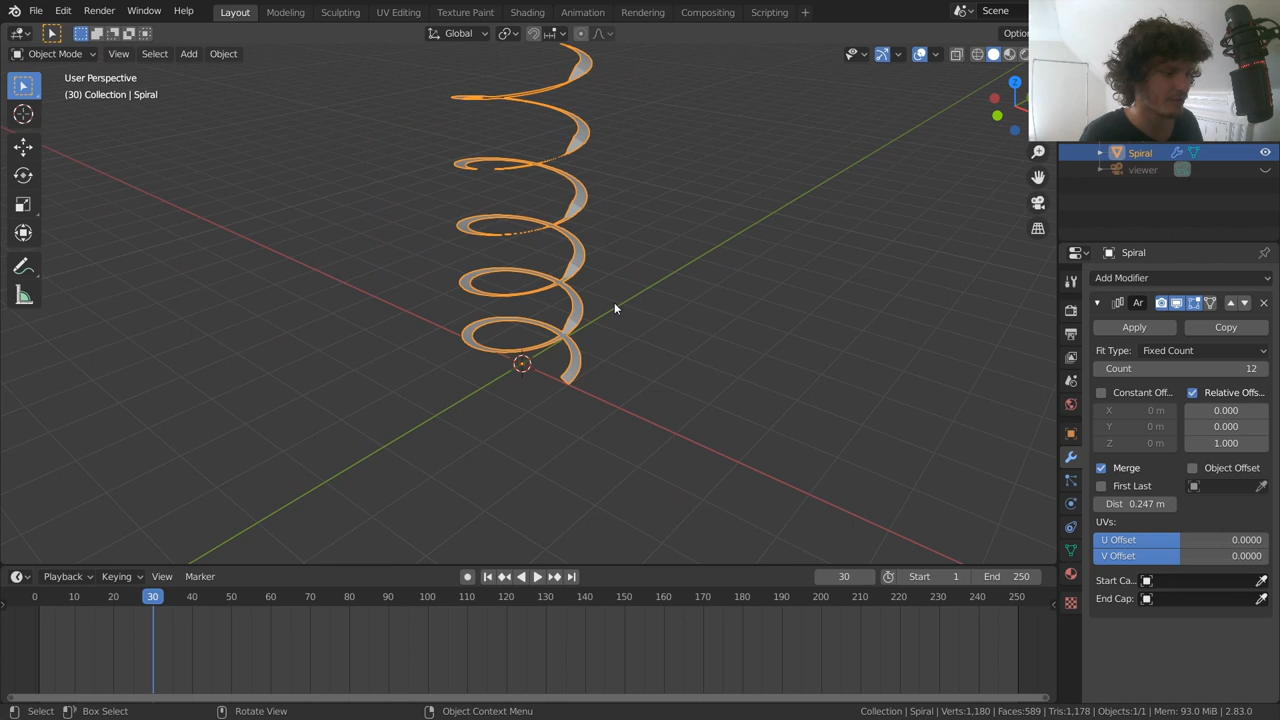 File Edit Render Window Help Layout Modeling Sculpting UV Editing Texture Paint Shading Animation Rendering Compositing Scripting + Scene
Global Optio
Object Mode View Select Add Object
User Perspective
(30) Collection | Spiral
Z
Spiral
viewer
Spiral
Add Modifier
Ar
Apply Copy
Fit Type: Fixed Count
Count 12
Constant Off... Relative Offs...
X 0 m 0.000
Y 0 m 0.000
Z 0 m 1.000
Merge Object Offset
First Last
Dist 0.247 m
UVs:
U Offset 0.0000
V Offset 0.0000
Start Ca...
End Cap:
Playback Keying View Marker 30 Start 1 End 250
0 10 20 30 40 50 60 70 80 90 100 110 120 130 140 150 160 170 180 190 200 210 220 230 240 250
Select Box Select Rotate View Object Context Menu Collection | Spiral | Verts:1,180 | Faces:589 | Tris:1,178 | Objects:1/1 | Mem: 93.0 MiB | 2.83.0